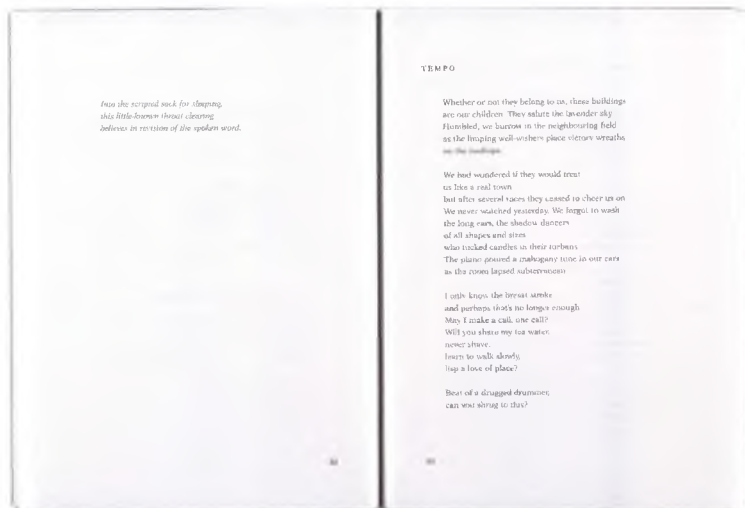 Into the scripted sock for sleeping,
this little-known throat clearing
believes in revision of the spoken word.
TEMPO
Whether or not they belong to us, these buildings
are our children. They salute the lavender sky
Humbled, we burrow in the neighbouring field
as the limping well-wishers place victory wreaths
We had wondered if they would treat
us like a real town
but after several races they ceased to cheer us on
We never watched yesterday. We forgot to wash
the long ears, the shadow dancers
of all shapes and sizes
who tucked candles in their turbans
The piano poured a mahogany tune in our ears
as the room lapsed subterranean
I only know the breast stroke
and perhaps that's no longer enough
May I make a call, one call?
Will you share my tea water,
never shave,
learn to walk slowly,
lisp a love of place?
Beat of a drugged drummer,
can you shrug to this?